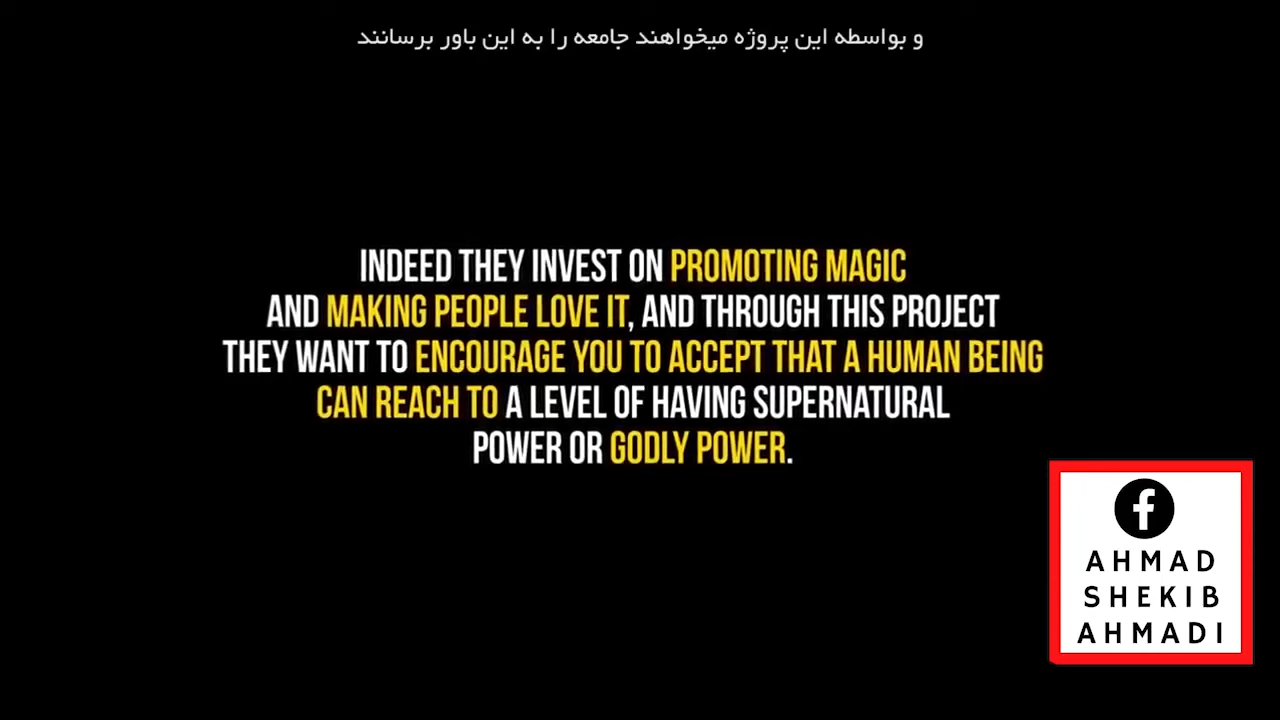 و بواسطه این پروژه میخواهند جامعه را به این باور برسانند
INDEED THEY INVEST ON PROMOTING MAGIC
AND MAKING PEOPLE LOVE IT, AND THROUGH THIS PROJECT
THEY WANT TO ENCOURAGE YOU TO ACCEPT THAT A HUMAN BEING
CAN REACH TO A LEVEL OF HAVING SUPERNATURAL
POWER OR GODLY POWER.
f
AHMAD
SHEKIB
AHMADI